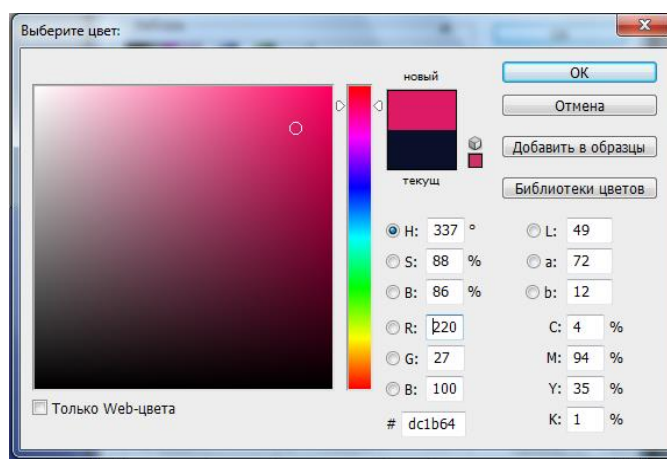 Выберите цвет:
новый
текущ
ОК
Отмена
Добавить в образцы
Библиотеки цветов
H: 337 °
S: 88 %
B: 86 %
R: 220
G: 27
B: 100
# dc1b64
L: 49
a: 72
b: 12
C: 4 %
M: 94 %
Y: 35 %
K: 1 %
Только Web-цвета